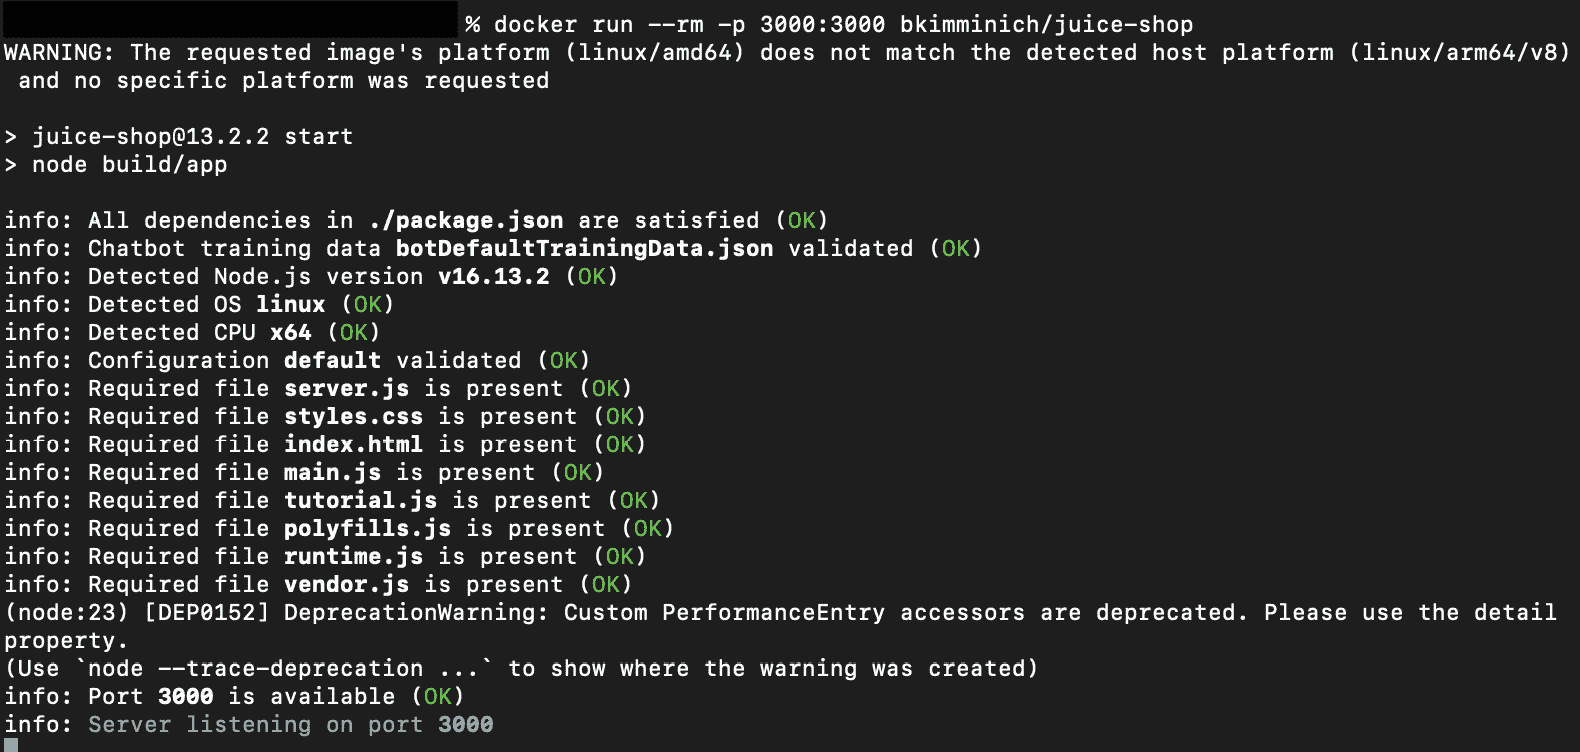 % docker run --rm -p 3000:3000 bkimminich/juice-shop
WARNING: The requested image's platform (linux/amd64) does not match the detected host platform (linux/arm64/v8)
 and no specific platform was requested
> juice-shop@13.2.2 start
> node build/app
info: All dependencies in ./package.json are satisfied (OK)
info: Chatbot training data botDefaultTrainingData.json validated (OK)
info: Detected Node.js version v16.13.2 (OK)
info: Detected OS linux (OK)
info: Detected CPU x64 (OK)
info: Configuration default validated (OK)
info: Required file server.js is present (OK)
info: Required file styles.css is present (OK)
info: Required file index.html is present (OK)
info: Required file main.js is present (OK)
info: Required file tutorial.js is present (OK)
info: Required file polyfills.js is present (OK)
info: Required file runtime.js is present (OK)
info: Required file vendor.js is present (OK)
(node:23) [DEP0152] DeprecationWarning: Custom PerformanceEntry accessors are deprecated. Please use the detail
property.
(Use `node --trace-deprecation ...` to show where the warning was created)
info: Port 3000 is available (OK)
info: Server listening on port 3000